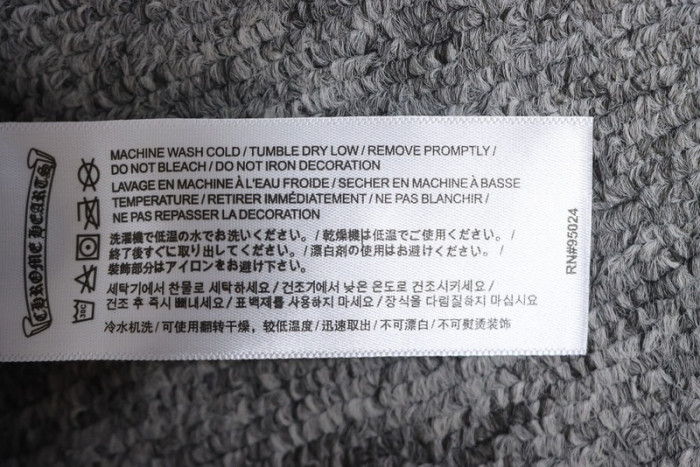 CHROME HEARTS
MACHINE WASH COLD / TUMBLE DRY LOW / REMOVE PROMPTLY /
DO NOT BLEACH / DO NOT IRON DECORATION
LAVAGE EN MACHINE À L'EAU FROIDE / SECHER EN MACHINE À BASSE
TEMPERATURE / RETIRER IMMÉDIATEMENT / NE PAS BLANCHIR /
NE PAS REPASSER LA DECORATION
洗濯機で低温の水でお洗いください。/ 乾燥機は低温でご使用ください。/
終了後すぐに取り出してください。/ 漂白剤の使用はお避けください。/
装飾部分はアイロンをお避け下さい。
세탁기에서 찬물로 세탁하세요 / 건조기에서 낮은 온도로 건조시키세요 /
건조 후 즉시 빼내세요 / 표백제를 사용하지 마세요 / 장식을 다림질하지 마십시요
冷水机洗 / 可使用翻转干燥，较低温度 / 迅速取出 / 不可漂白 / 不可熨烫装饰
RN#95024